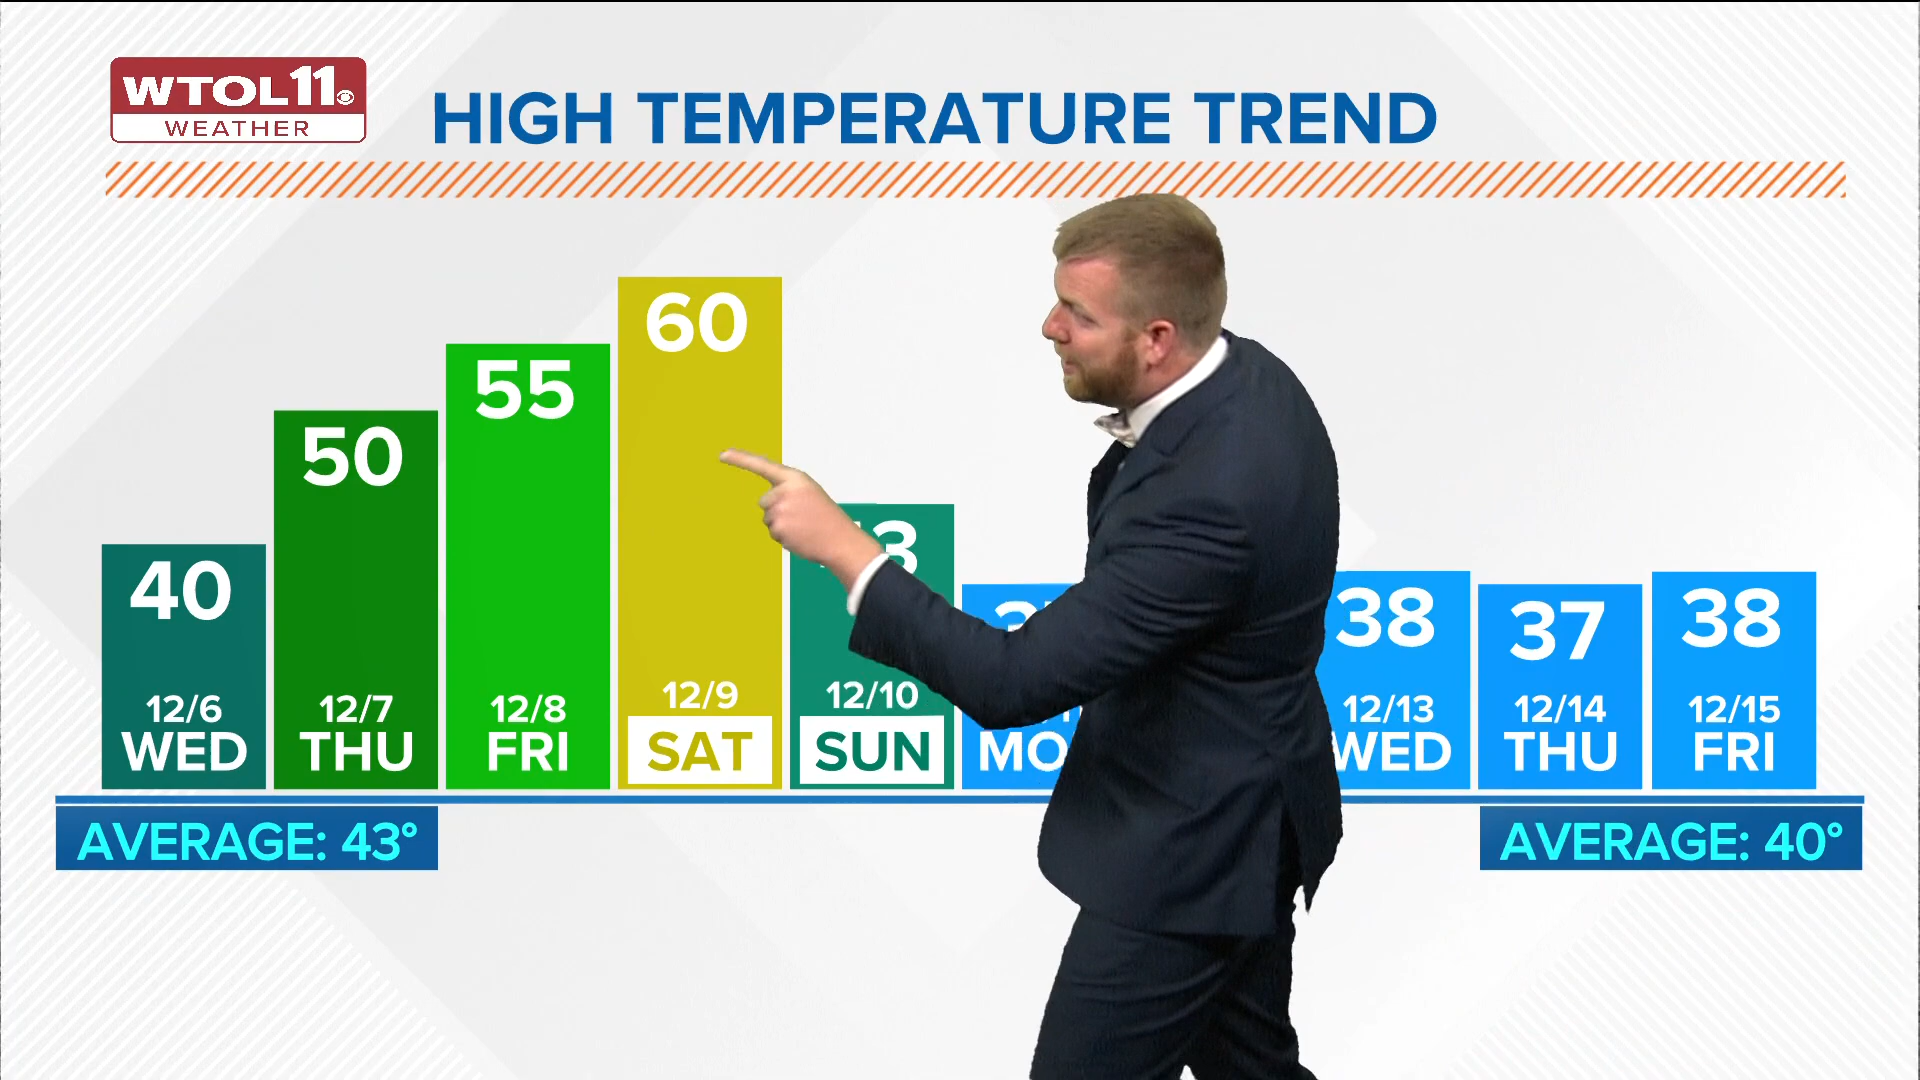 WTOL11
WEATHER
HIGH TEMPERATURE TREND
40
50
55
60
38
37
38
12/6
12/7
12/8
12/9
12/10
12/13
12/14
12/15
WED
THU
FRI
SAT
SUN
WED
THU
FRI
AVERAGE: 43°
AVERAGE: 40°